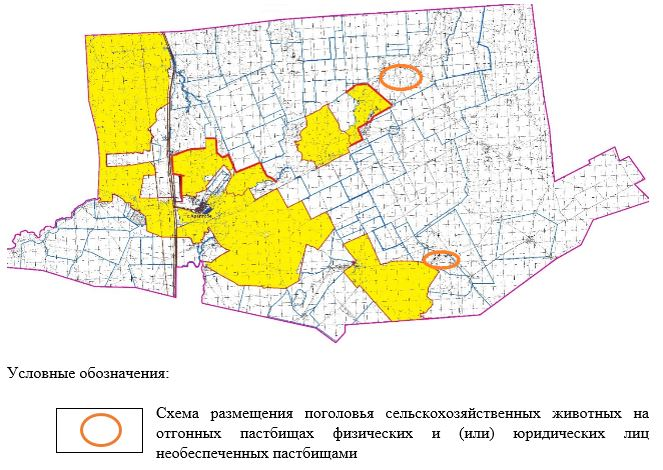 Условные обозначения:
Схема размещения поголовья сельскохозяйственных животных на
отгонных пастбищах физических и (или) юридических лиц
необеспеченных пастбищами